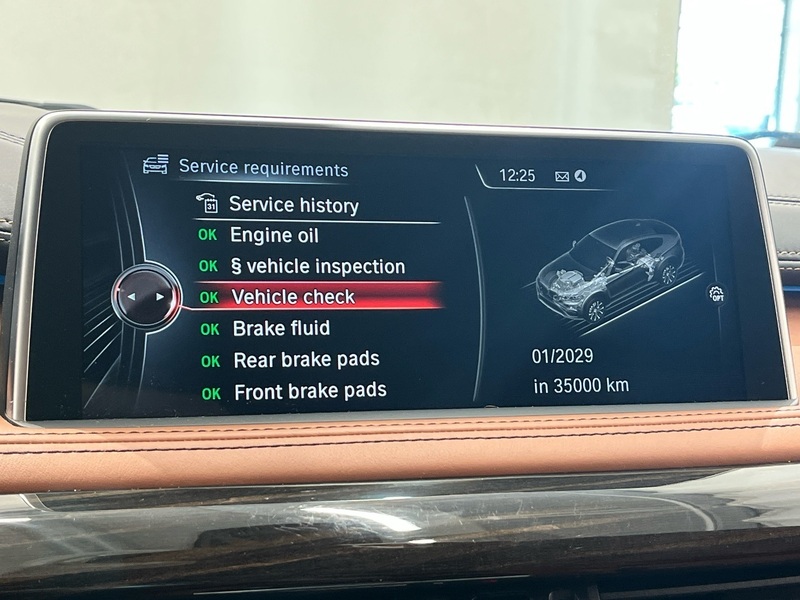 Service requirements
12:25
31 Service history
OK Engine oil
OK § vehicle inspection
OK Vehicle check
OK Brake fluid
OK Rear brake pads
OK Front brake pads
OPT
01/2029
in 35000 km